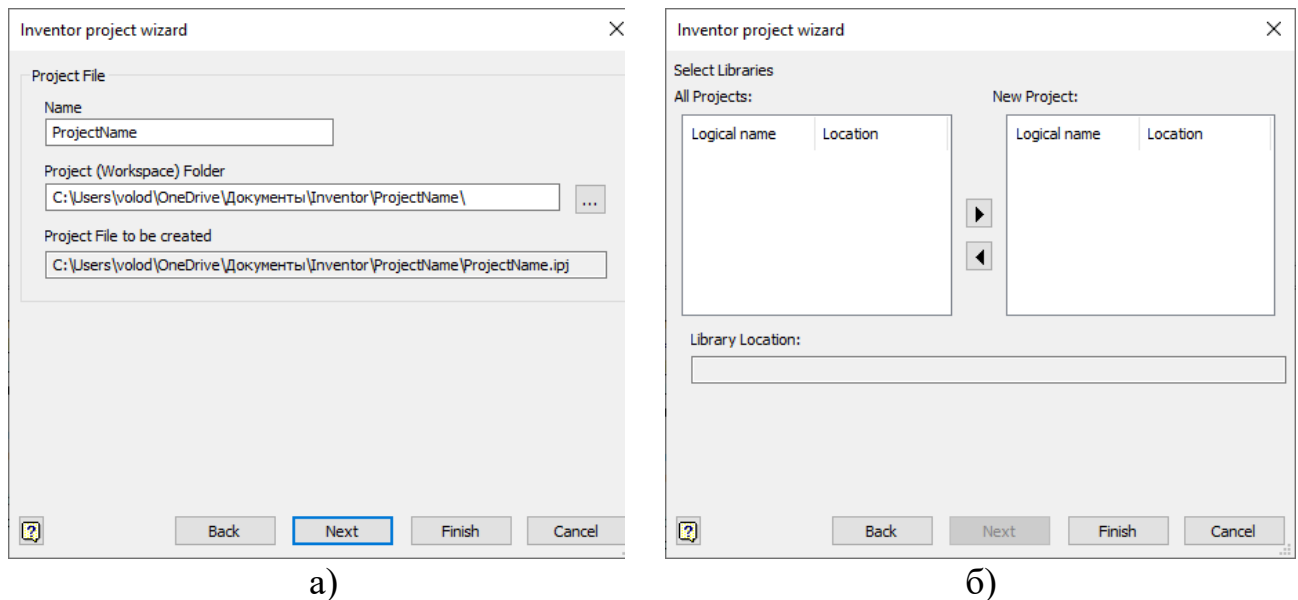 Inventor project wizard
Project File
Name
ProjectName
Project (Workspace) Folder
C:\Users\volod\OneDrive\Документы\Inventor\ProjectName\
...
Project File to be created
C:\Users\volod\OneDrive\Документы\Inventor\ProjectName\ProjectName.ipj
? Back Next Finish Cancel
а)
Inventor project wizard
Select Libraries
All Projects: New Project:
Logical name Location Logical name Location
Library Location:
? Back Next Finish Cancel
б)